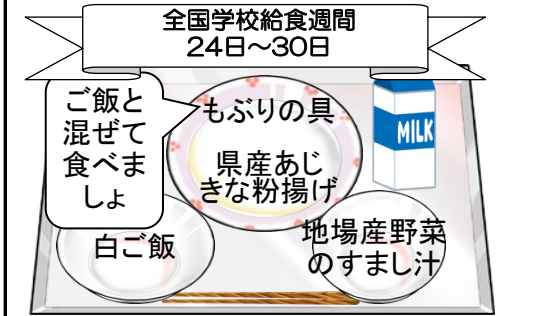 全国学校給食週間
24日～30日
ご飯と
混ぜて
食べま
しょ
もぶりの具
県産あじ
きな粉揚げ
MILK
白ご飯
地場産野菜
のすまし汁